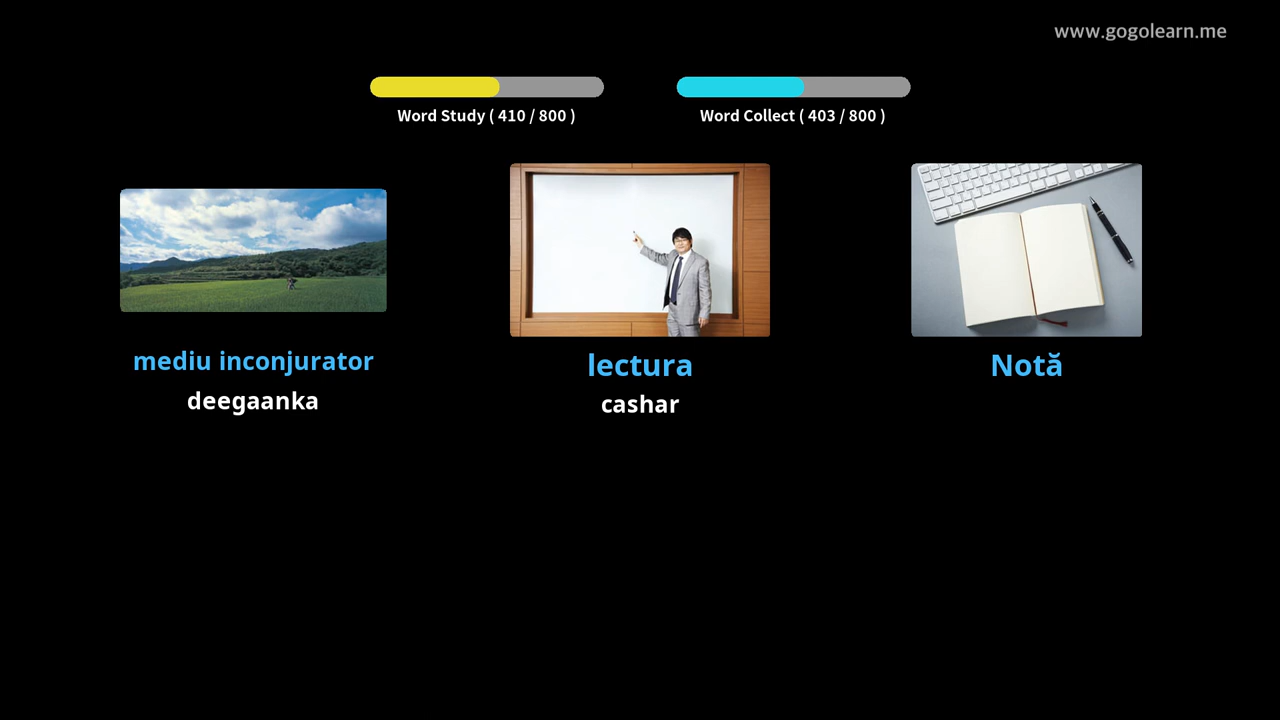 www.gogolearn.me
Word Study ( 410 / 800 )
Word Collect ( 403 / 800 )
mediu inconjurator
deegaanka
lectura
cashar
Notă